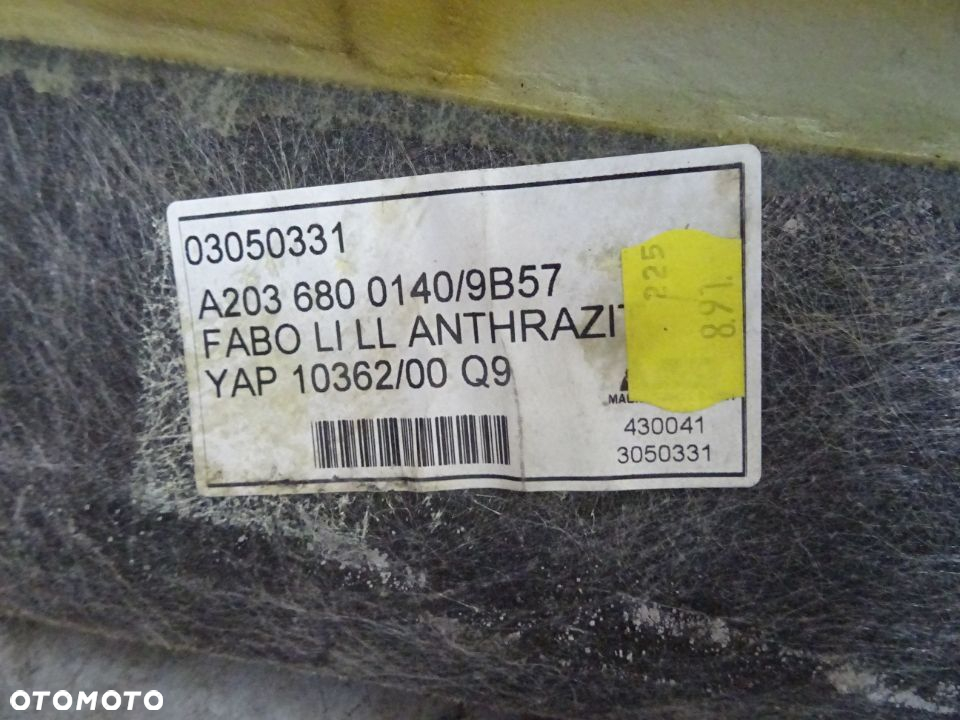 03050331
A203 680 0140/9B57
FABO LI LL ANTHRAZIT
YAP 10362/00 Q9
225
891.
430041
3050331
OTOMOTO